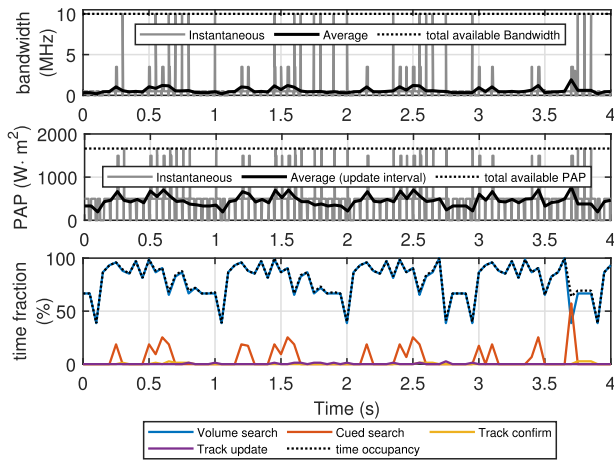 10
5
0
bandwidth
(MHz)
Instantaneous Average total available Bandwidth
0 0.5 1 1.5 2 2.5 3 3.5 4
2000
1000
0
PAP (W· m²)
Instantaneous Average (update interval) total available PAP
0 0.5 1 1.5 2 2.5 3 3.5 4
100
50
0
time fraction
(%)
0 0.5 1 1.5 2 2.5 3 3.5 4
Time (s)
Volume search Cued search Track confirm
Track update time occupancy